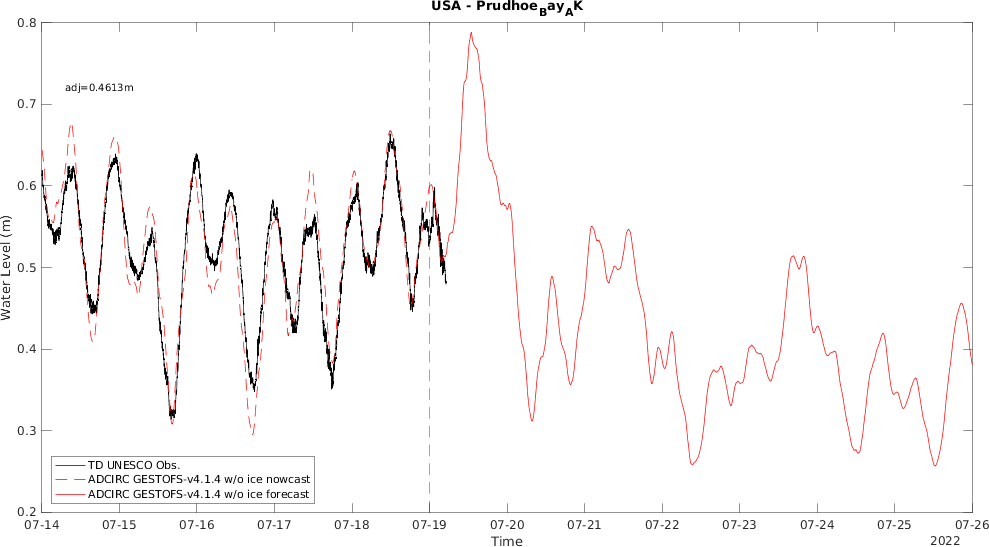 USA - PrudhoeBayAK
0.8
adj=0.4613m
0.7
0.6
0.5
0.4
0.3
0.2
Water Level (m)
TD UNESCO Obs.
ADCIRC GESTOFS-v4.1.4 w/o ice nowcast
ADCIRC GESTOFS-v4.1.4 w/o ice forecast
07-14 07-15 07-16 07-17 07-18 07-19 07-20 07-21 07-22 07-23 07-24 07-25 07-26
Time
2022